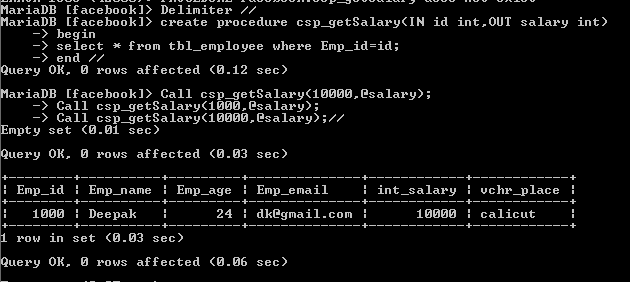 MariaDB [facebook]> Delimiter //
MariaDB [facebook]> create procedure csp_getSalary(IN id int,OUT salary int)
    -> begin
    -> select * from tbl_employee where Emp_id=id;
    -> end //
Query OK, 0 rows affected (0.12 sec)

MariaDB [facebook]> Call csp_getSalary(10000,@salary);
    -> Call csp_getSalary(1000,@salary);
    -> Call csp_getSalary(10000,@salary);//
Empty set (0.01 sec)

Query OK, 0 rows affected (0.03 sec)

+--------+----------+---------+--------------+------------+------------+
| Emp_id | Emp_name | Emp_age | Emp_email    | int_salary | vchr_place |
+--------+----------+---------+--------------+------------+------------+
|   1000 | Deepak   |      24 | dk@gmail.com |      10000 | calicut    |
+--------+----------+---------+--------------+------------+------------+
1 row in set (0.03 sec)

Query OK, 0 rows affected (0.06 sec)